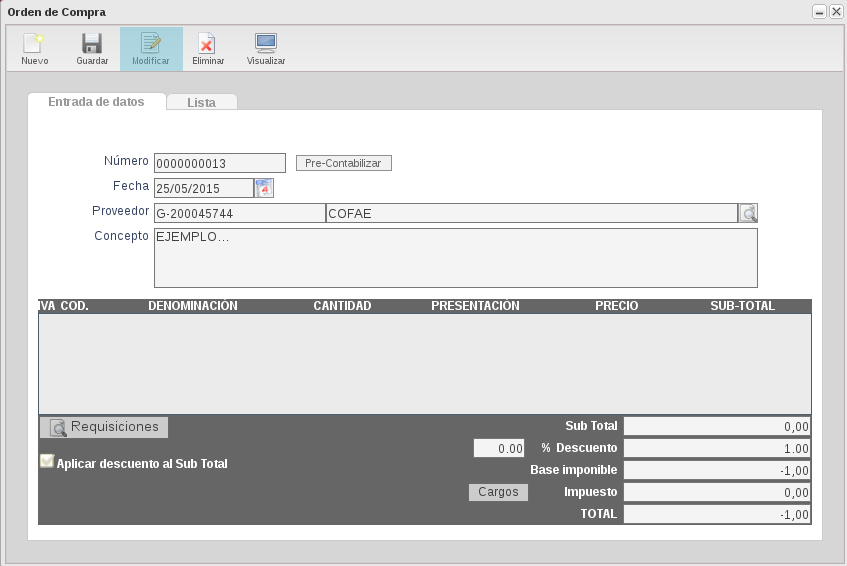 Orden de Compra
Nuevo Guardar Modificar Eliminar Visualizar
Entrada de datos Lista
Número 0000000013 Pre-Contabilizar
Fecha 25/05/2015
Proveedor G-200045744 COFAE
Concepto EJEMPLO...
IVA COD. DENOMINACIÓN CANTIDAD PRESENTACIÓN PRECIO SUB-TOTAL
Requisiciones Sub Total 0,00
0.00 % Descuento 1.00
Aplicar descuento al Sub Total
Base imponible -1,00
Cargos Impuesto 0,00
TOTAL -1,00